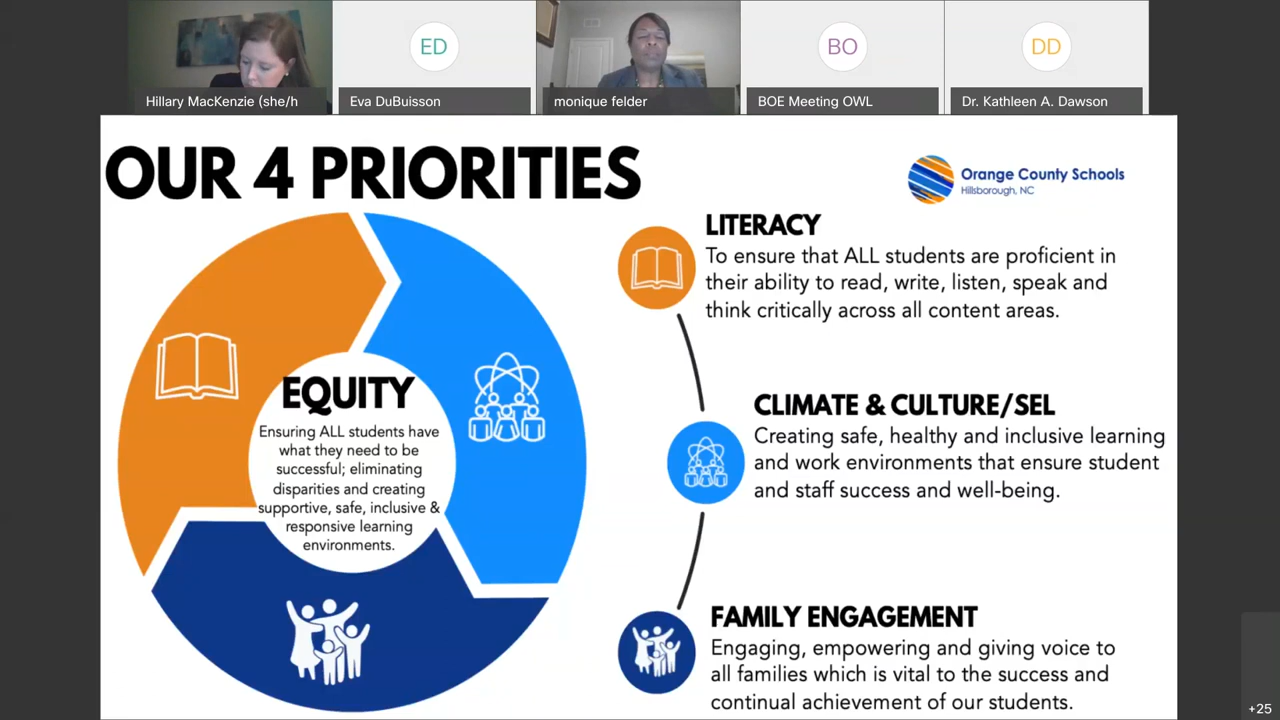 ED
BO
DD
Hillary MacKenzie (she/h
Eva DuBuisson
monique felder
BOE Meeting OWL
Dr. Kathleen A. Dawson
OUR 4 PRIORITIES
Orange County Schools
Hillsborough, NC
EQUITY
Ensuring ALL students have
what they need to be
successful; eliminating
disparities and creating
supportive, safe, inclusive &
responsive learning
environments.
LITERACY
To ensure that ALL students are proficient in
their ability to read, write, listen, speak and
think critically across all content areas.
CLIMATE & CULTURE/SEL
Creating safe, healthy and inclusive learning
and work environments that ensure student
and staff success and well-being.
FAMILY ENGAGEMENT
Engaging, empowering and giving voice to
all families which is vital to the success and
continual achievement of our students.
+25